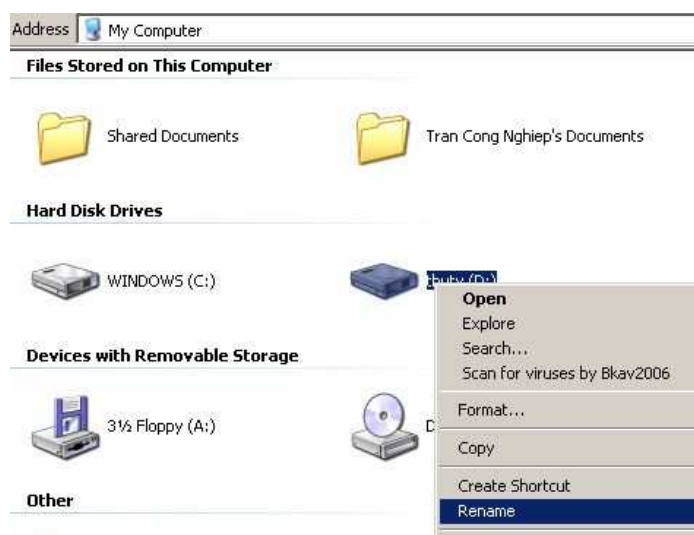 Address My Computer
Files Stored on This Computer
Shared Documents
Tran Cong Nghiep's Documents
Hard Disk Drives
WINDOWS (C:)
(D:)
Open
Explore
Search...
Scan for viruses by Bkav2006
Format...
Copy
Create Shortcut
Rename
Devices with Removable Storage
3½ Floppy (A:)
D
Other